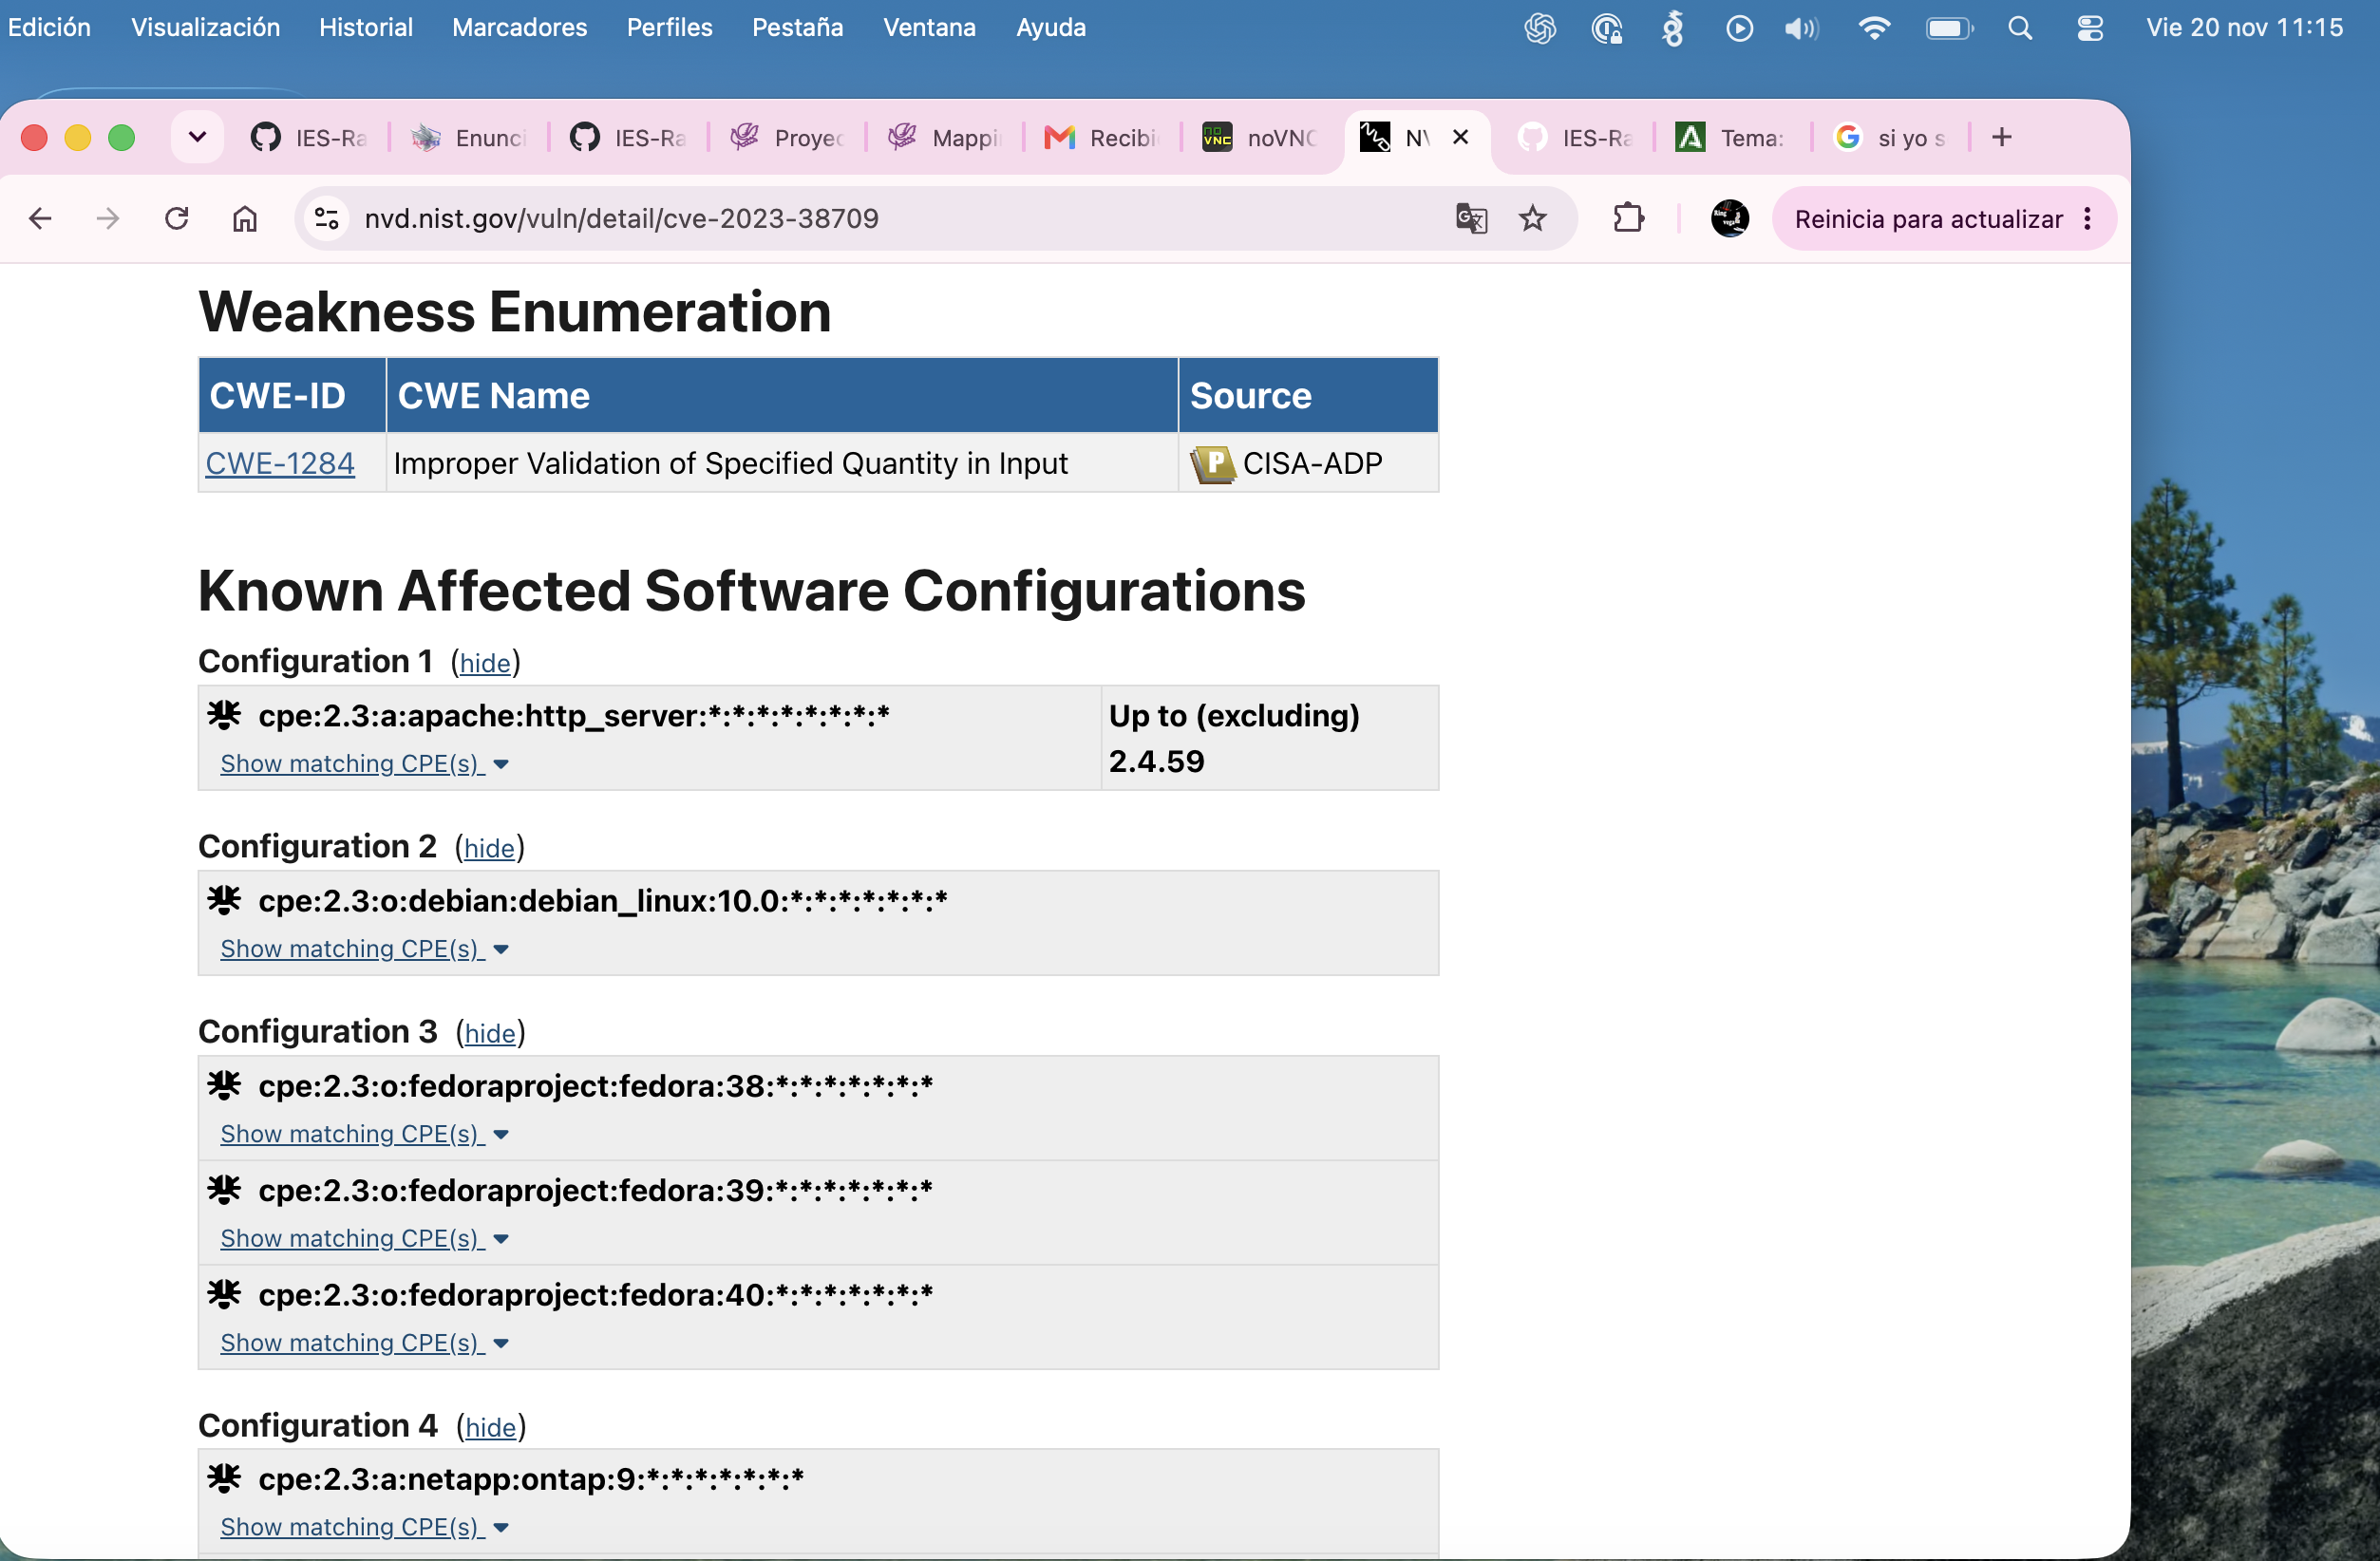 Edición Visualización Historial Marcadores Perfiles Pestaña Ventana Ayuda Vie 20 nov 11:15
IES-Ra Enunci IES-Ra Proyec Mappi Recibi noVNC NV IES-Ra Tema: si yo s
nvd.nist.gov/vuln/detail/cve-2023-38709 Reinicia para actualizar
Weakness Enumeration
CWE-ID CWE Name Source
CWE-1284 Improper Validation of Specified Quantity in Input CISA-ADP
Known Affected Software Configurations
Configuration 1 (hide)
cpe:2.3:a:apache:http_server:*:*:*:*:*:*:*:* Up to (excluding)
Show matching CPE(s) 2.4.59
Configuration 2 (hide)
cpe:2.3:o:debian:debian_linux:10.0:*:*:*:*:*:*:*
Show matching CPE(s)
Configuration 3 (hide)
cpe:2.3:o:fedoraproject:fedora:38:*:*:*:*:*:*:*
Show matching CPE(s)
cpe:2.3:o:fedoraproject:fedora:39:*:*:*:*:*:*:*
Show matching CPE(s)
cpe:2.3:o:fedoraproject:fedora:40:*:*:*:*:*:*:*
Show matching CPE(s)
Configuration 4 (hide)
cpe:2.3:a:netapp:ontap:9:*:*:*:*:*:*:*
Show matching CPE(s)